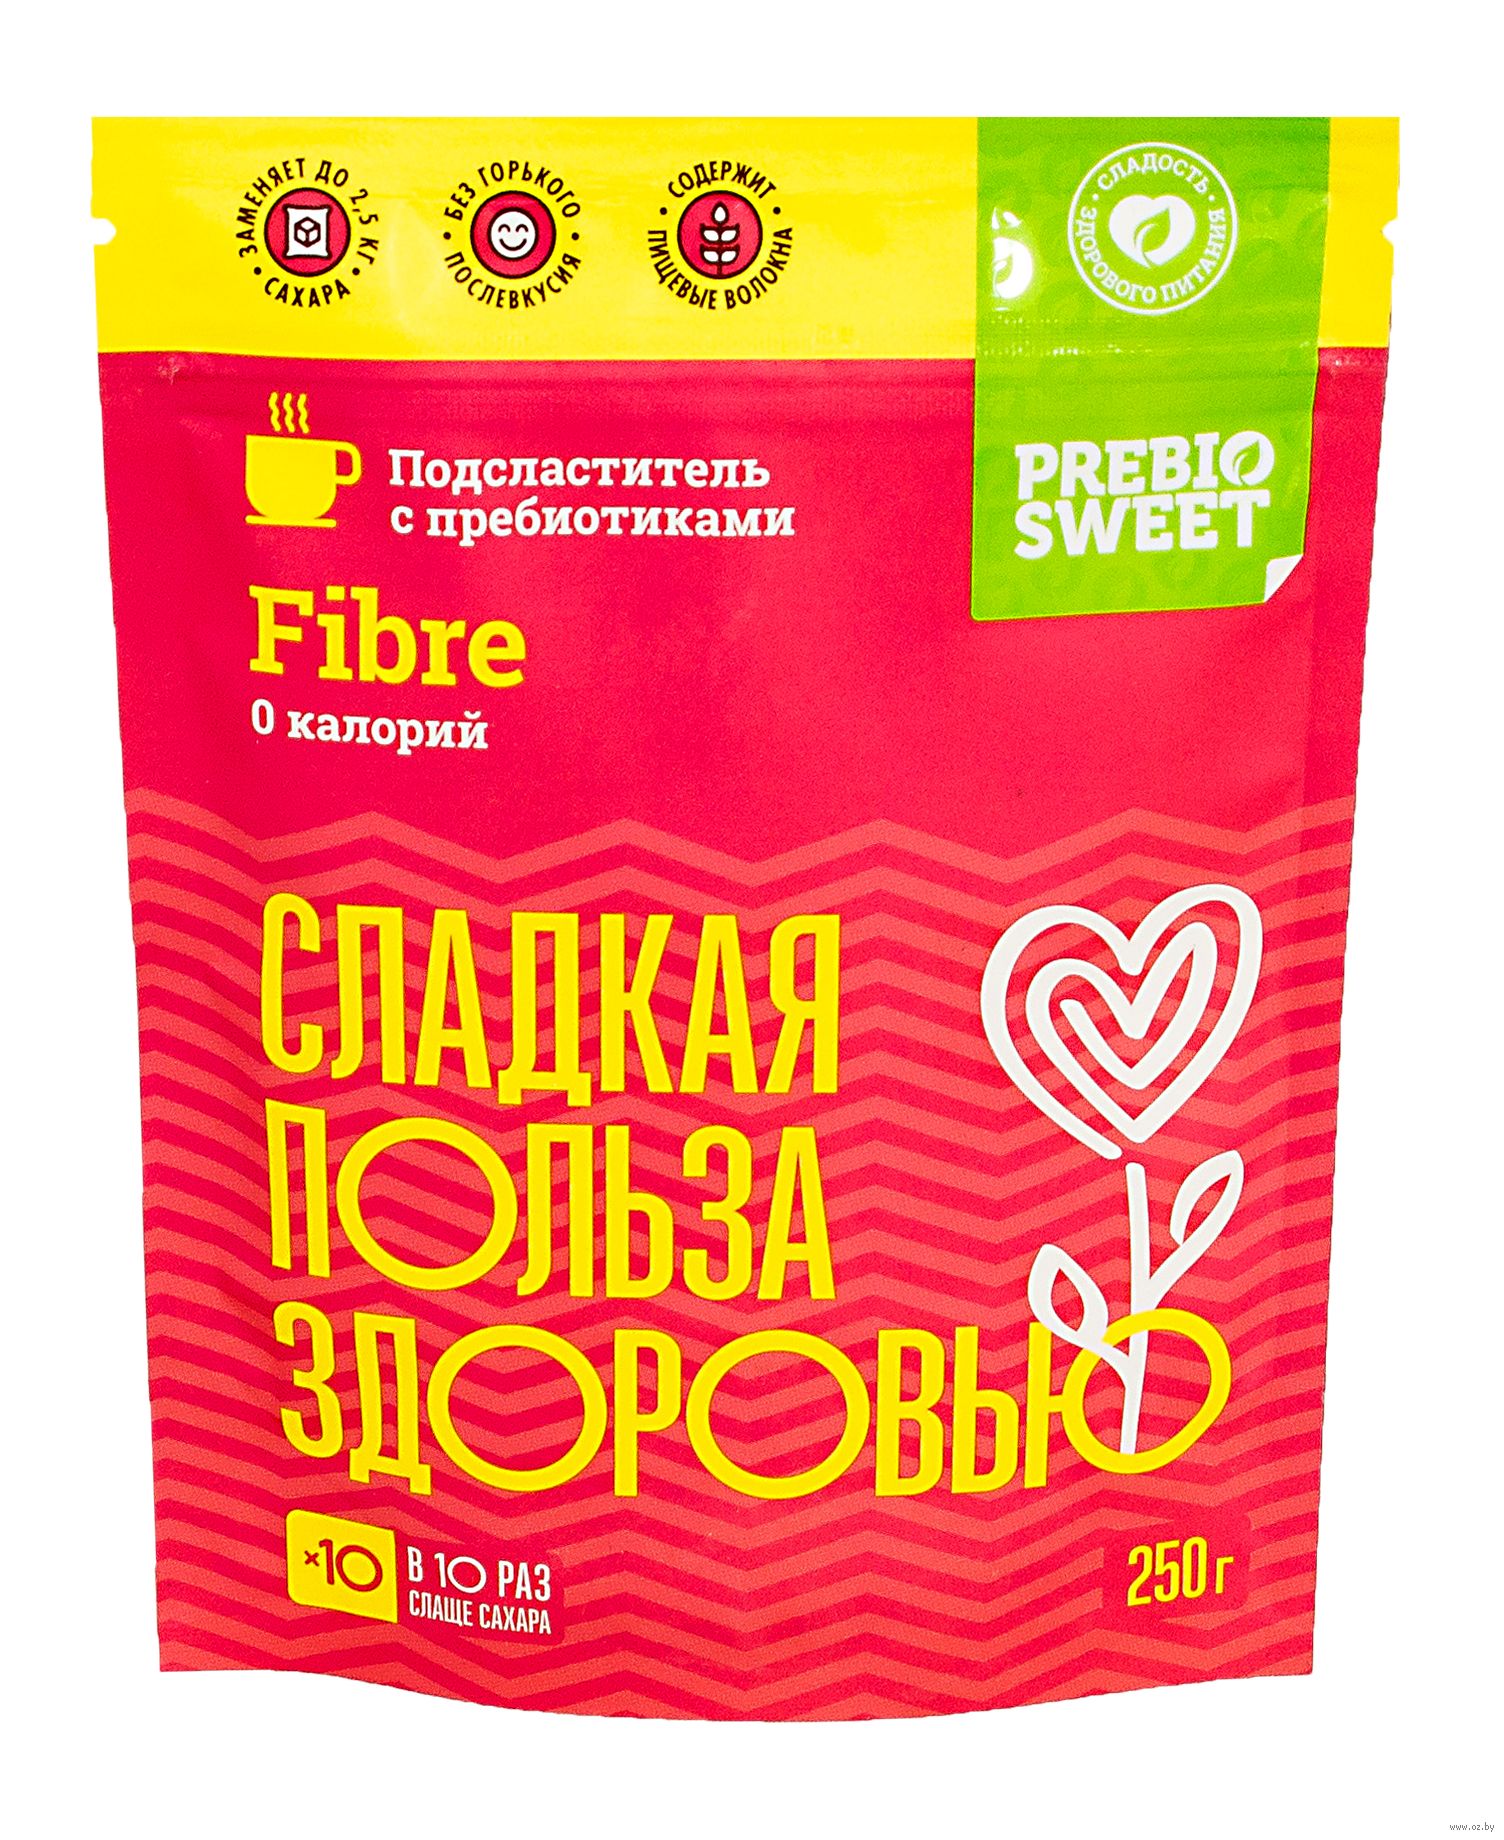 ЗАМЕНЯЕТ ДО 2,5 КГ
• САХАРА •
• БЕЗ ГОРЬКОГО •
ПОСЛЕВКУСИЯ
• СОДЕРЖИТ •
ПИЩЕВЫЕ ВОЛОКНА
• СЛАДОСТЬ •
ЗДОРОВОГО ПИТАНИЯ
PREBIO
SWEET
Подсластитель
с пребиотиками
Fibre
0 калорий
СЛАДКАЯ
ПОЛЬЗА
ЗДОРОВЬЮ
×10
В 10 РАЗ
СЛАЩЕ САХАРА
250 г
www.oz.by